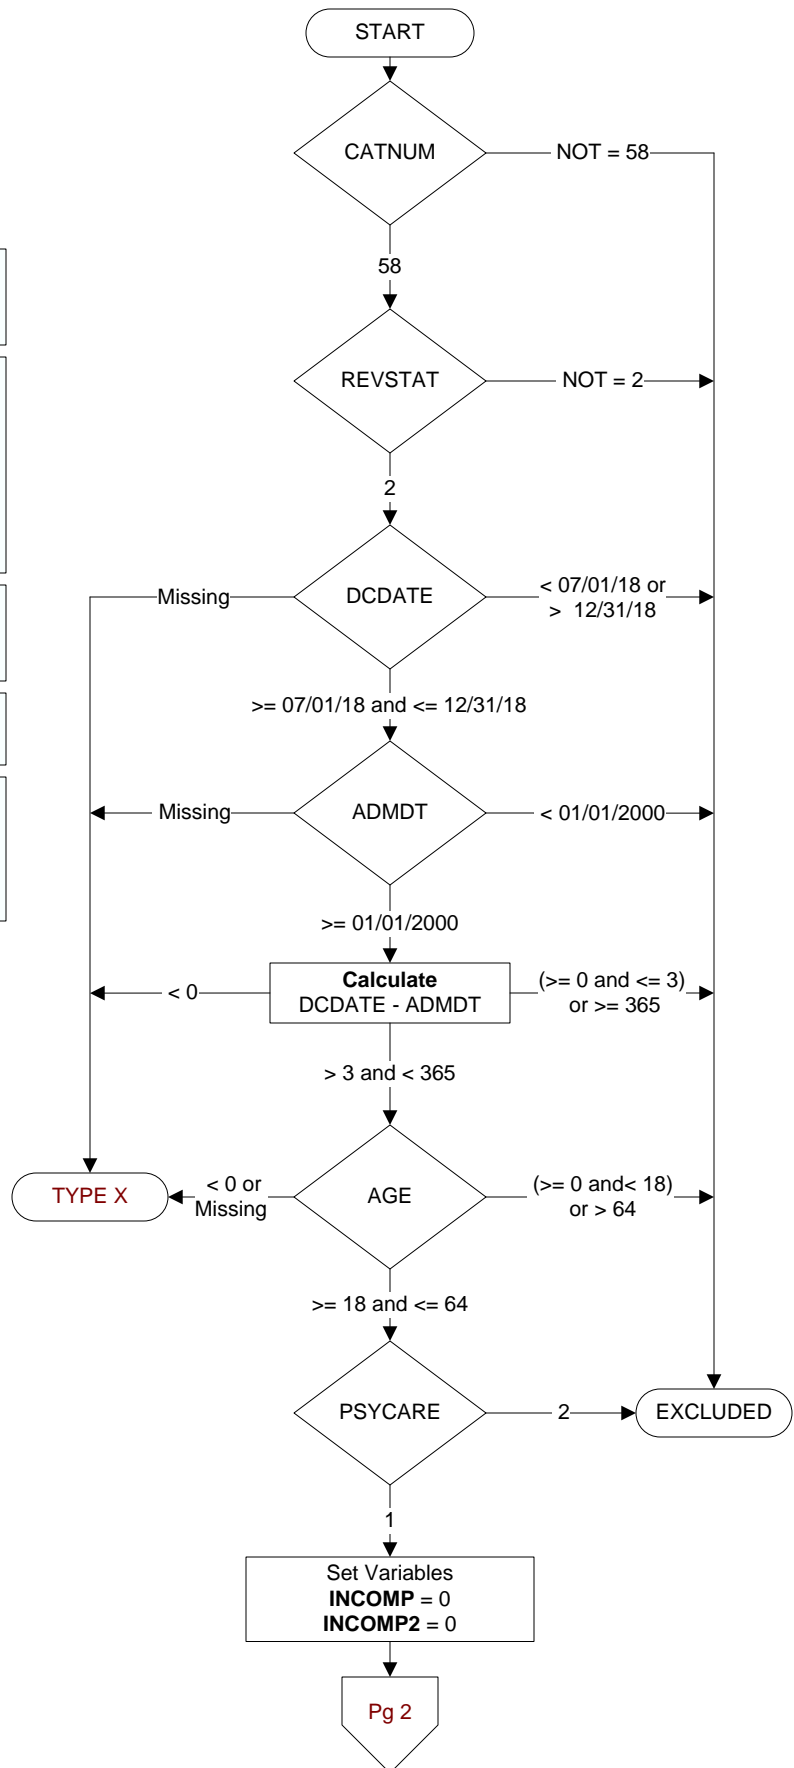 START
CATNUM
NOT = 58
58
REVSTAT
NOT = 2
2
Missing
DCDATE
< 07/01/18 or
> 12/31/18
>= 07/01/18 and <= 12/31/18
Missing
ADMDT
< 01/01/2000
>= 01/01/2000
< 0
Calculate
DCDATE - ADMDT
(>= 0 and <= 3)
or >= 365
> 3 and < 365
TYPE X
< 0 or
Missing
AGE
(>= 0 and< 18)
or > 64
>= 18 and <= 64
PSYCARE
2
EXCLUDED
1
Set Variables
INCOMP = 0
INCOMP2 = 0
Pg 2